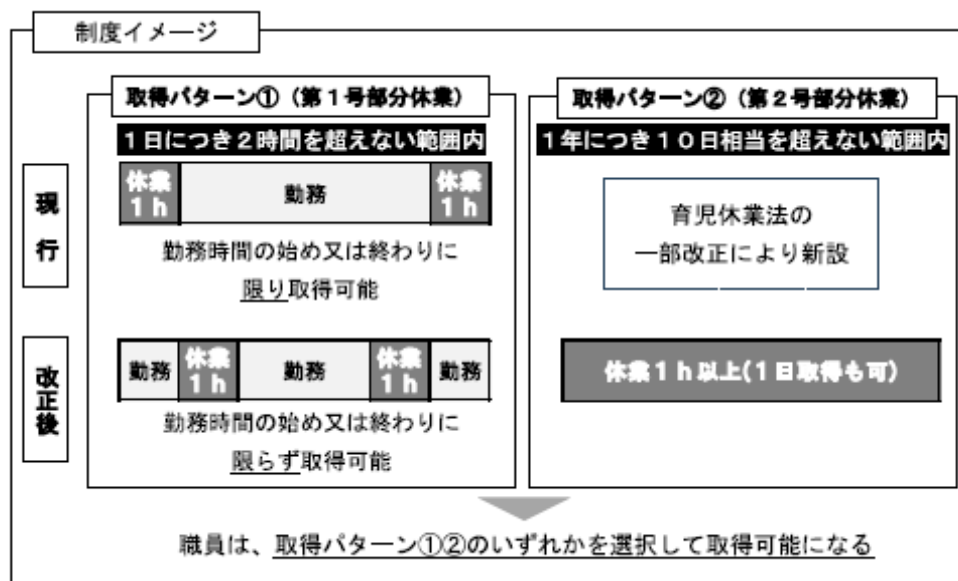 制度イメージ
取得パターン①（第１号部分休業）
１日につき２時間を超えない範囲内
現行
休業
１ｈ
勤務
休業
１ｈ
勤務時間の始め又は終わりに
限り取得可能
改正後
勤務
休業
１ｈ
勤務
休業
１ｈ
勤務
勤務時間の始め又は終わりに
限らず取得可能
取得パターン②（第２号部分休業）
１年につき１０日相当を超えない範囲内
育児休業法の
一部改正により新設
休業１ｈ以上(１日取得も可)
職員は、取得パターン①②のいずれかを選択して取得可能になる